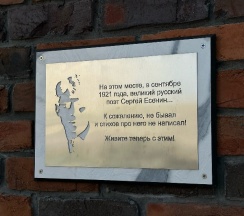 На этом месте, в сентябре
1921 года, великий русский
поэт Сергей Есенин...
К сожалению, не бывал
и стихов про него не написал!
Живите теперь с этим!